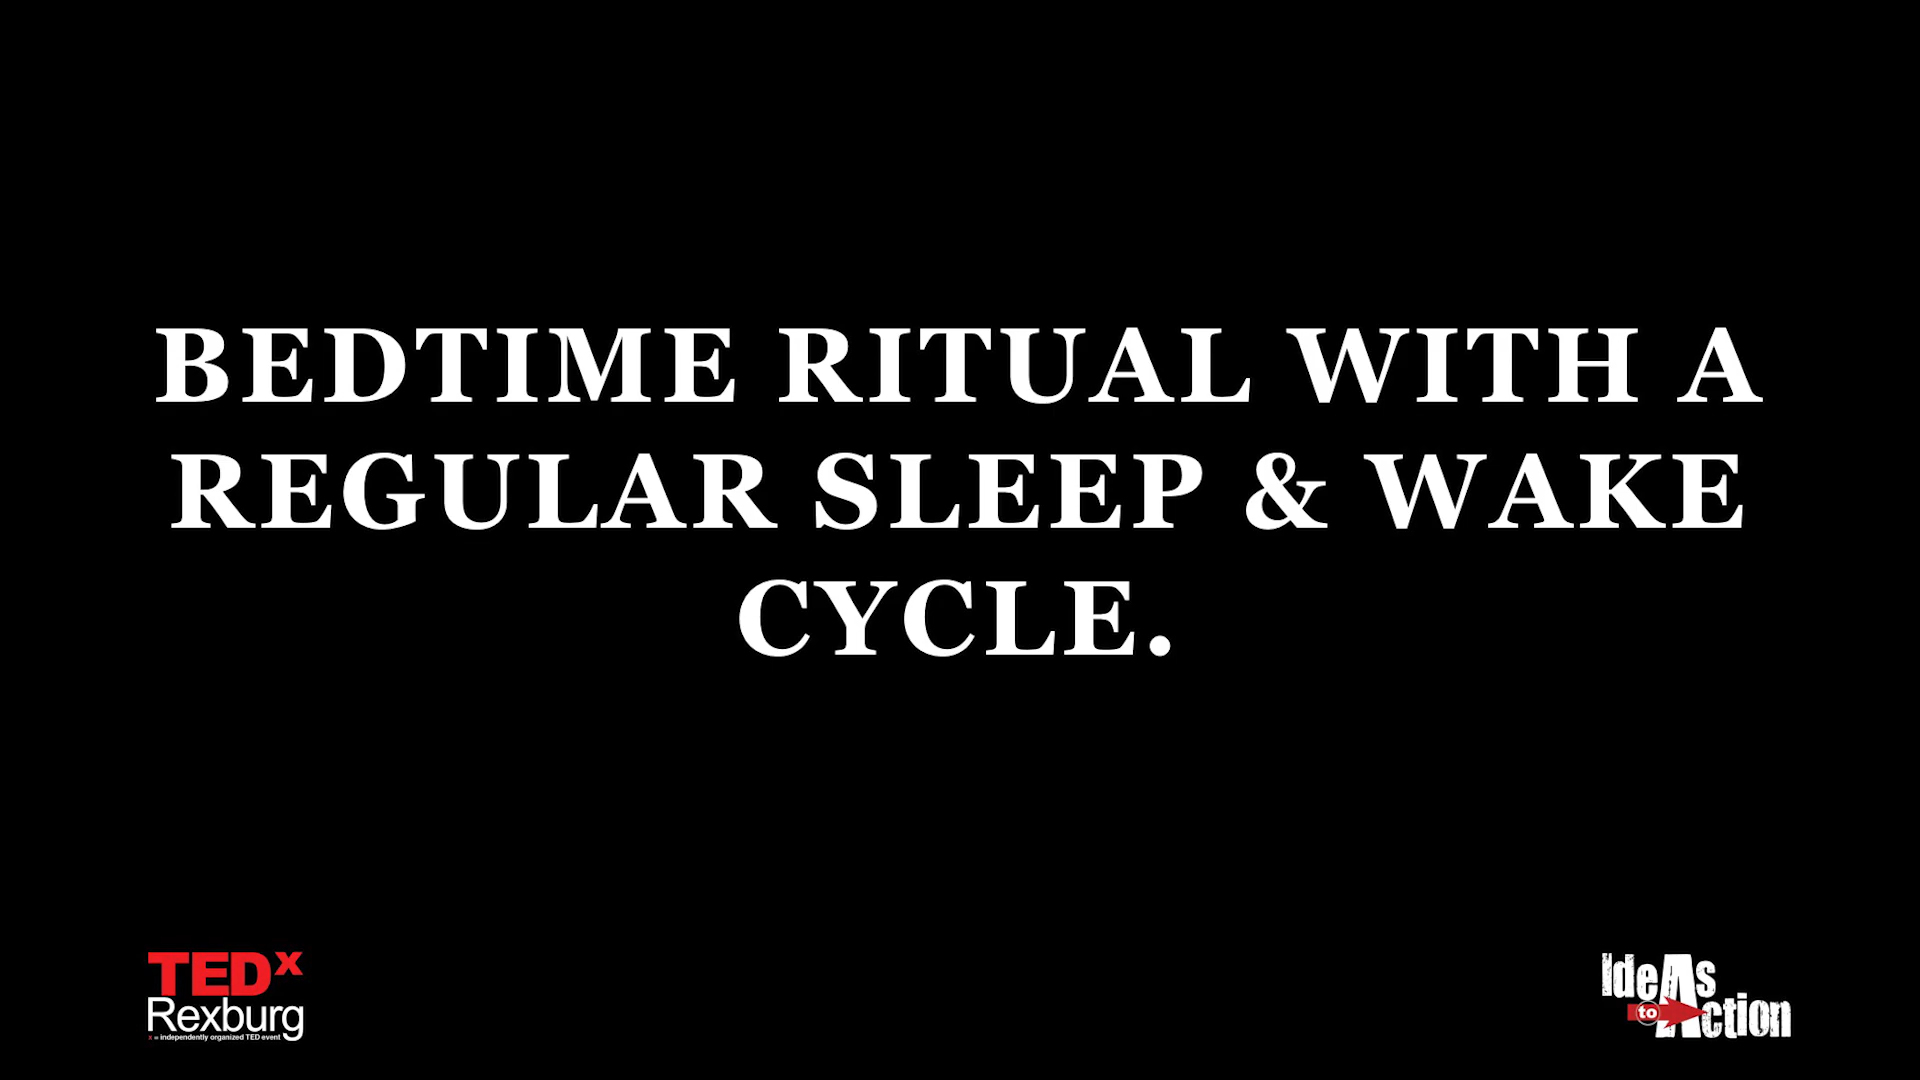 BEDTIME RITUAL WITH A
REGULAR SLEEP & WAKE
CYCLE.
TEDx
Rexburg
x = independently organized TED event
IdeAs
to Action